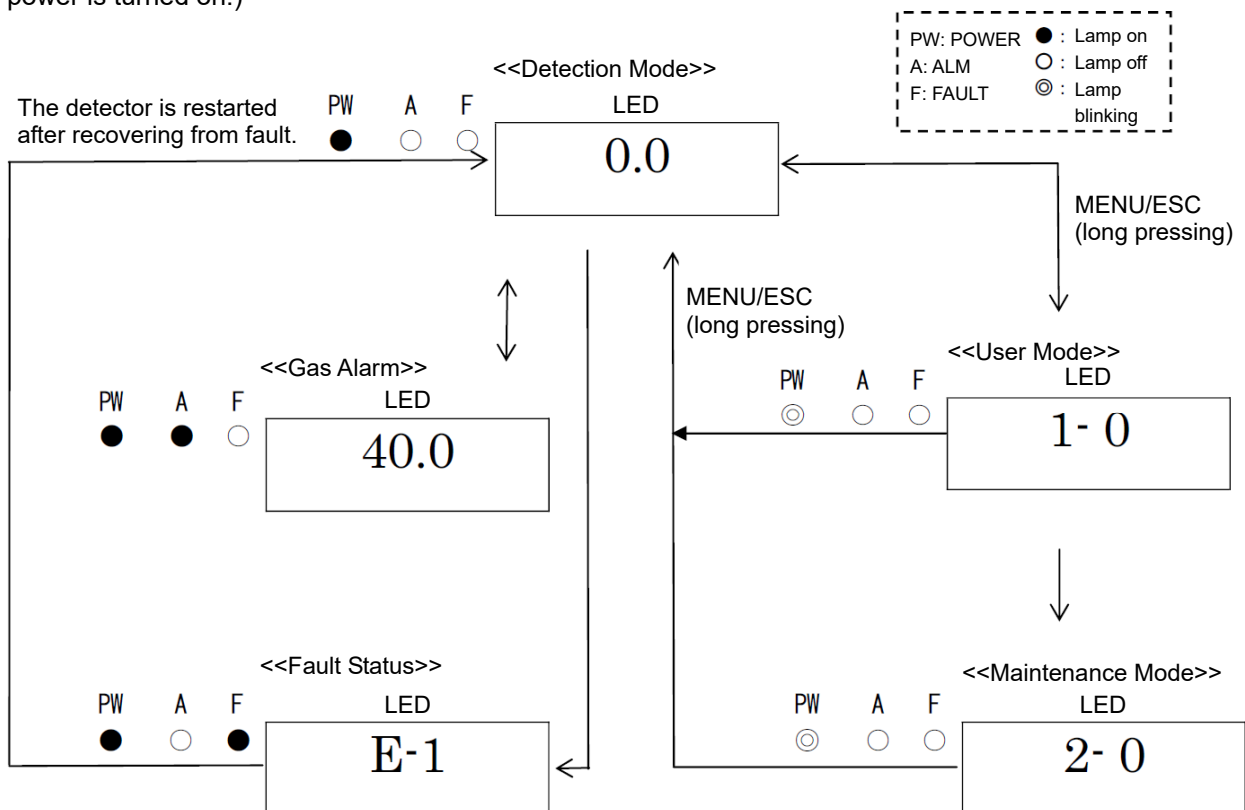 power is turned on.)
PW: POWER ● : Lamp on
A: ALM ○ : Lamp off
F: FAULT ◎ : Lamp
blinking
<<Detection Mode>>
The detector is restarted
after recovering from fault.
PW A F
LED
0.0
MENU/ESC
(long pressing)
MENU/ESC
(long pressing)
<<Gas Alarm>>
PW A F
LED
40.0
<<User Mode>>
PW A F
LED
1- 0
<<Fault Status>>
PW A F
LED
E-1
<<Maintenance Mode>>
PW A F
LED
2- 0